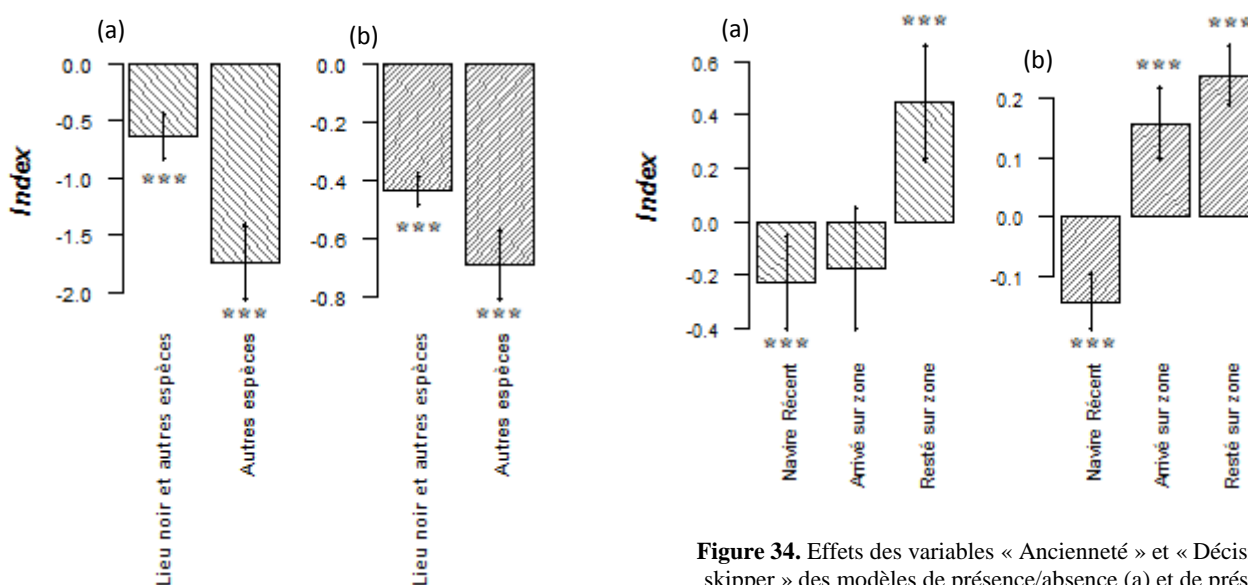 (a)
(b)
Index
0.0
-0.5
-1.0
-1.5
-2.0
***
***
Lieu noir et autres espèces
Autres espèces
0.0
-0.2
-0.4
-0.6
-0.8
***
***
Lieu noir et autres espèces
Autres espèces
(a)
(b)
Index
0.6
0.4
0.2
0.0
-0.2
-0.4
***
***
Navire Récent
Arrivé sur zone
Resté sur zone
0.2
0.1
0.0
-0.1
***
***
***
Navire Récent
Arrivé sur zone
Resté sur zone
Figure 34. Effets des variables « Ancienneté » et « Décis
skipper » des modèles de présence/absence (a) et de prés